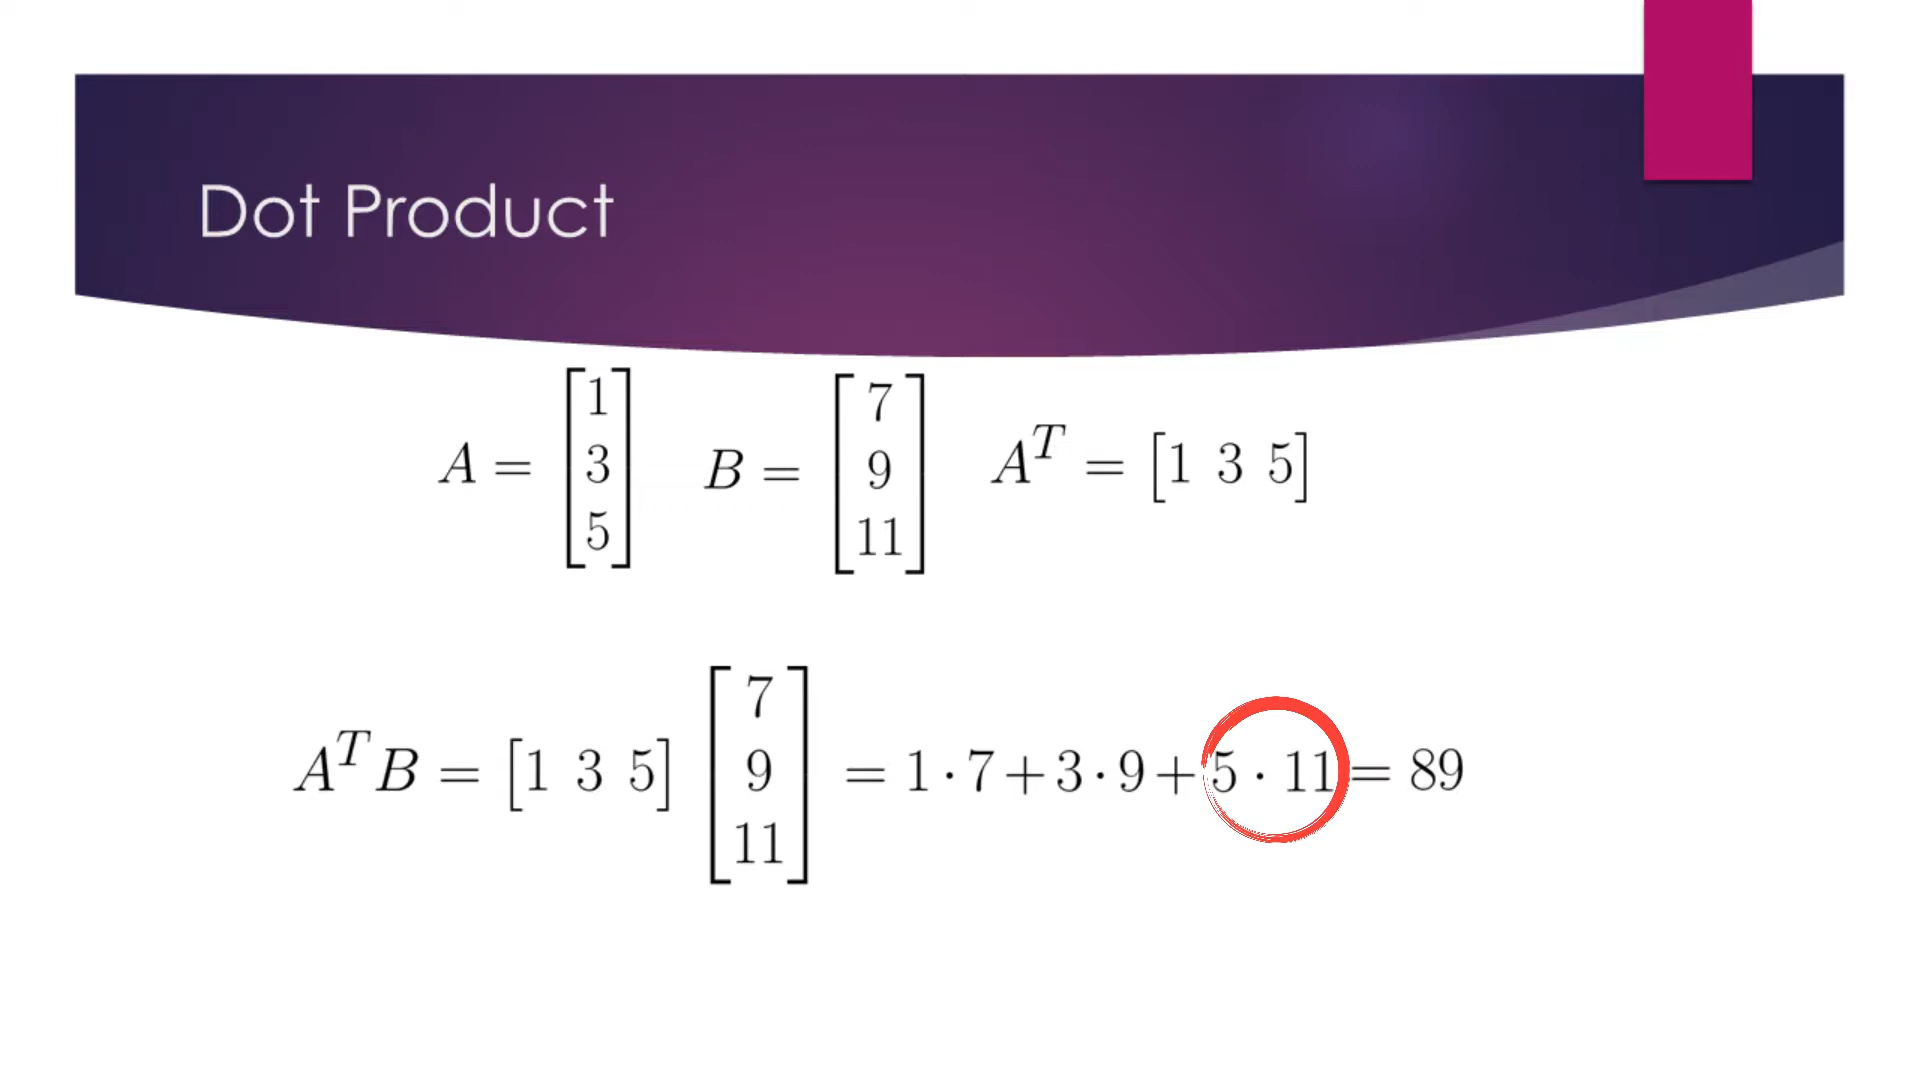 Dot Product
A = [1 3 5] B = [7 9 11] A^T = [1 3 5]
A^T B = [1 3 5] [7 9 11] = 1 · 7 + 3 · 9 + 5 · 11 = 89